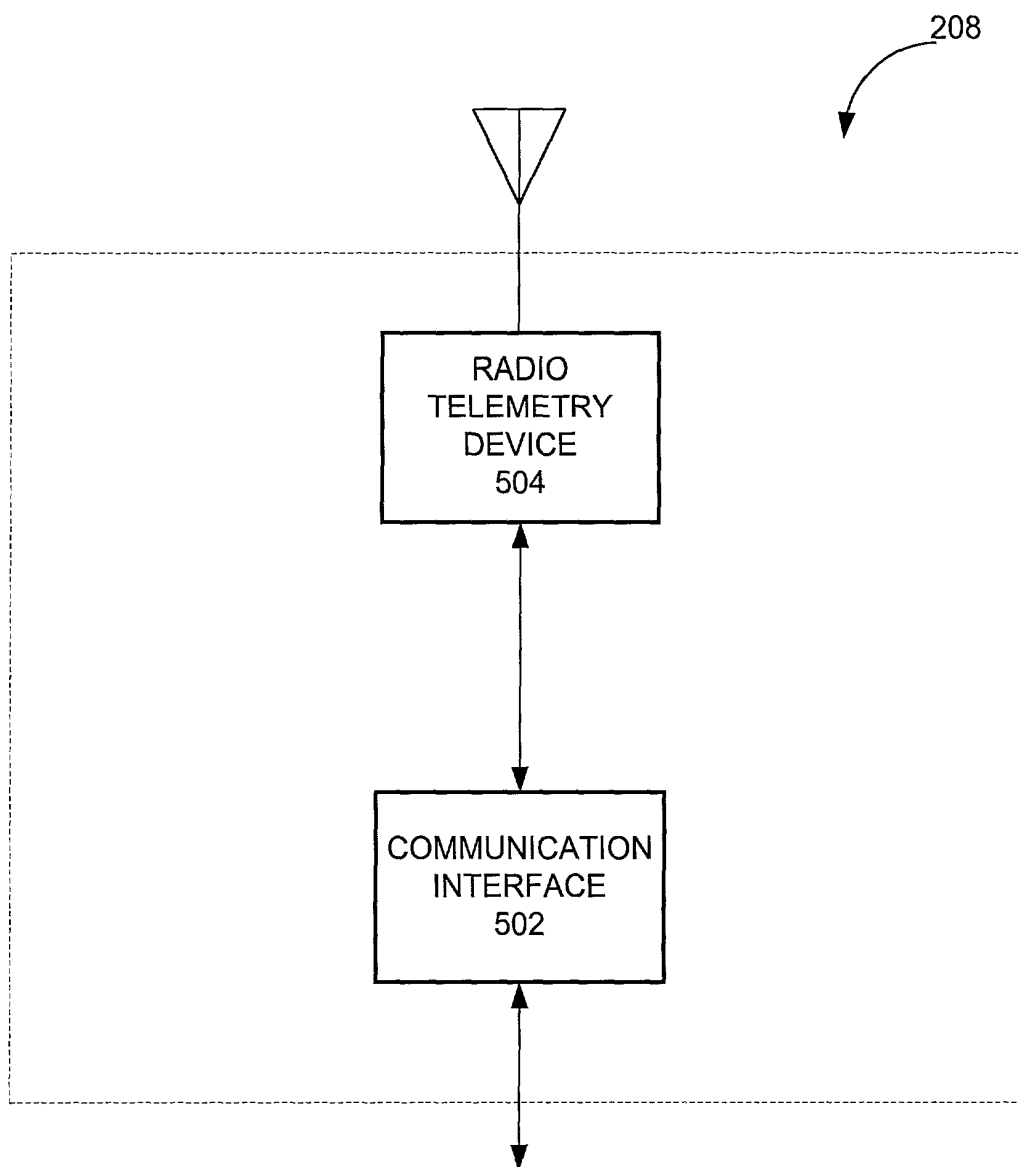 208
RADIO
TELEMETRY
DEVICE
504
COMMUNICATION
INTERFACE
502